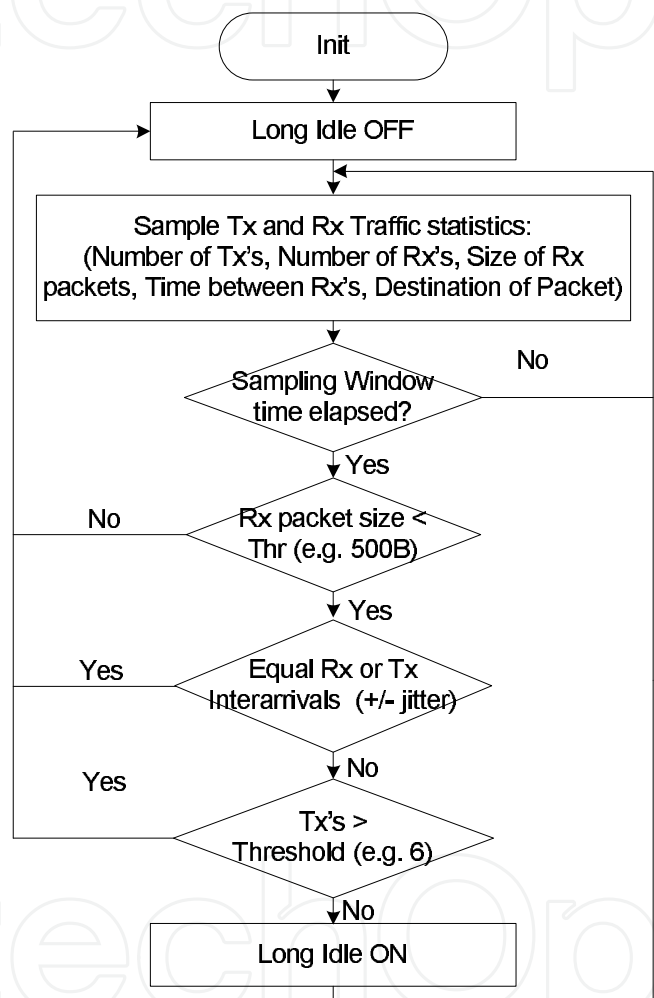 Init
Long Idle OFF
Sample Tx and Rx Traffic statistics:
(Number of Tx's, Number of Rx's, Size of Rx
packets, Time between Rx's, Destination of Packet)
No
Sampling Window
time elapsed?
Yes
No
Rx packet size <
Thr (e.g. 500B)
Yes
Yes
Equal Rx or Tx
Interarrivals (+/- jitter)
No
Yes
Tx's >
Threshold (e.g. 6)
No
Long Idle ON